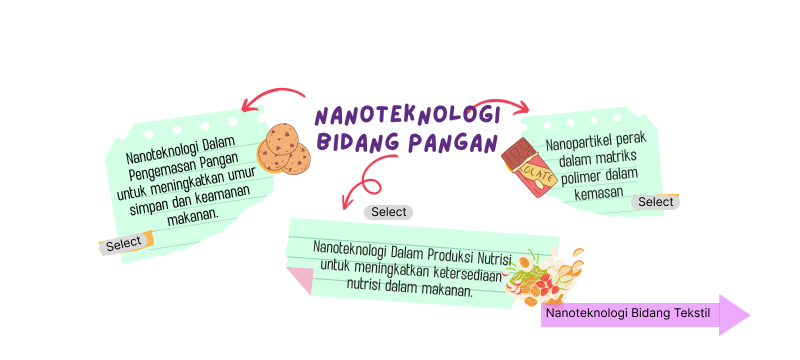 NANOTEKNOLOGI
BIDANG PANGAN
Nanoteknologi Dalam
Pengemasan Pangan
untuk meningkatkan umur
simpan dan keamanan
makanan.
Select
Nanopartikel perak
dalam matriks
polimer dalam
kemasan
Select
OLATE
Select
Nanoteknologi Dalam Produksi Nutrisi
untuk meningkatkan ketersediaan
nutrisi dalam makanan.
Nanoteknologi Bidang Tekstil